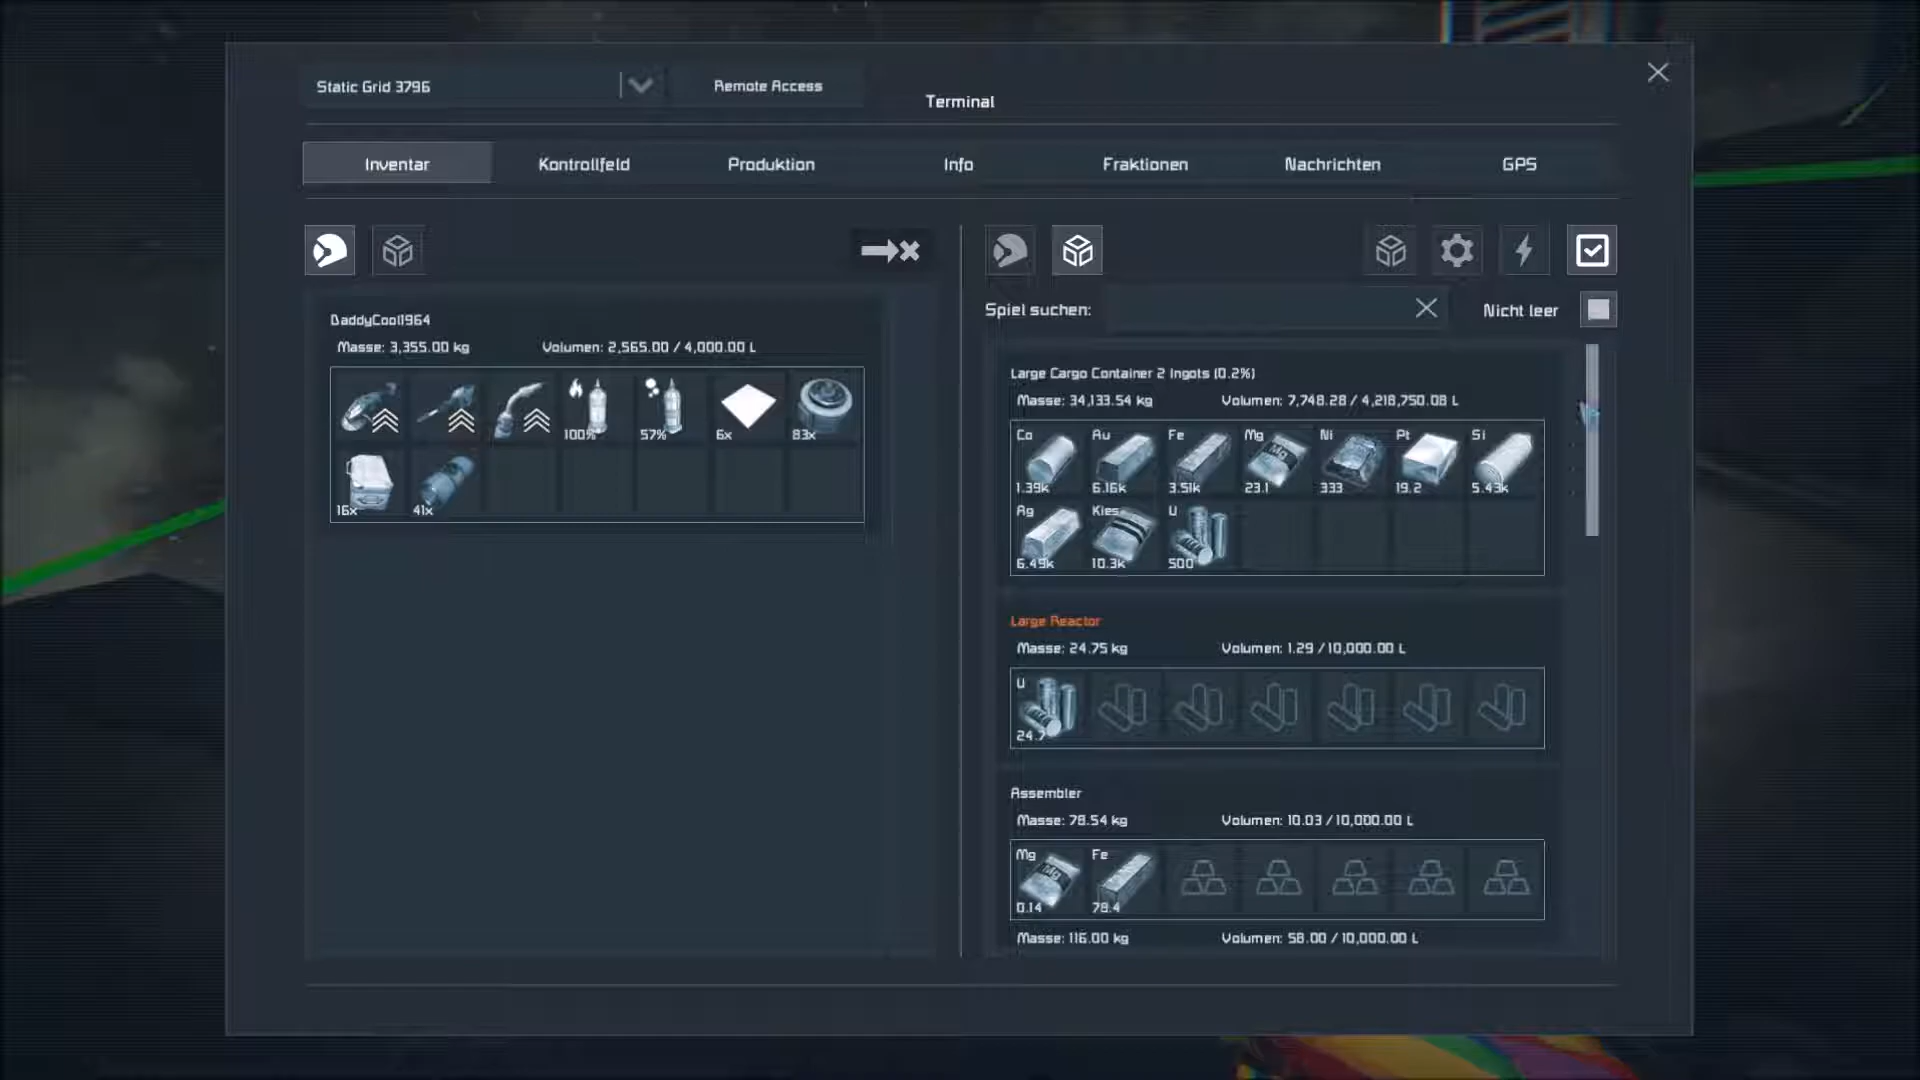 Static Grid 3796
Remote Access
Terminal
Inventar
Kontrollfeld
Produktion
Info
Fraktionen
Nachrichten
GPS
Spiel suchen:
Nicht leer
DaddyCool1964
Masse: 3,355.00 kg
Volumen: 2,565.00 / 4,000.00 L
100%
57%
6x
83x
16x
41x
Large Cargo Container 2 Ingots (0.2%)
Masse: 34,133.54 kg
Volumen: 7,748.28 / 4,218,750.08 L
Co
Au
Fe
Mg
Ni
Pt
Si
1.39k
6.16k
3.51k
23.1
333
19.2
5.43k
Ag
Kies
U
6.49k
10.3k
500
Large Reactor
Masse: 24.75 kg
Volumen: 1.29 / 10,000.00 L
U
24.7
Assembler
Masse: 78.54 kg
Volumen: 10.03 / 10,000.00 L
Mg
Fe
0.14
78.4
Masse: 116.00 kg
Volumen: 58.00 / 10,000.00 L